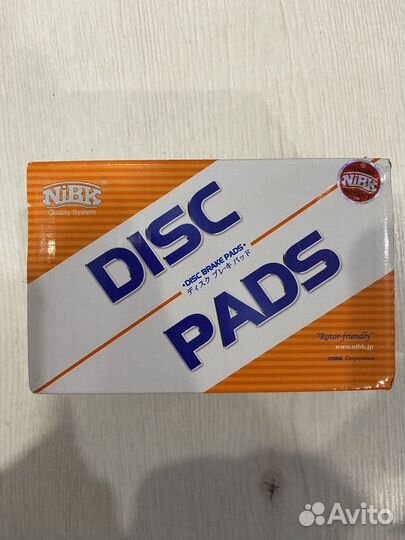 NiBK
Quality System
NiBK
DISC
•DISC BRAKE PADS•
ディスク ブレーキ パッド
PADS
"Rotor-friendly"
www.nibk.jp
JNBK Corporation
Avito